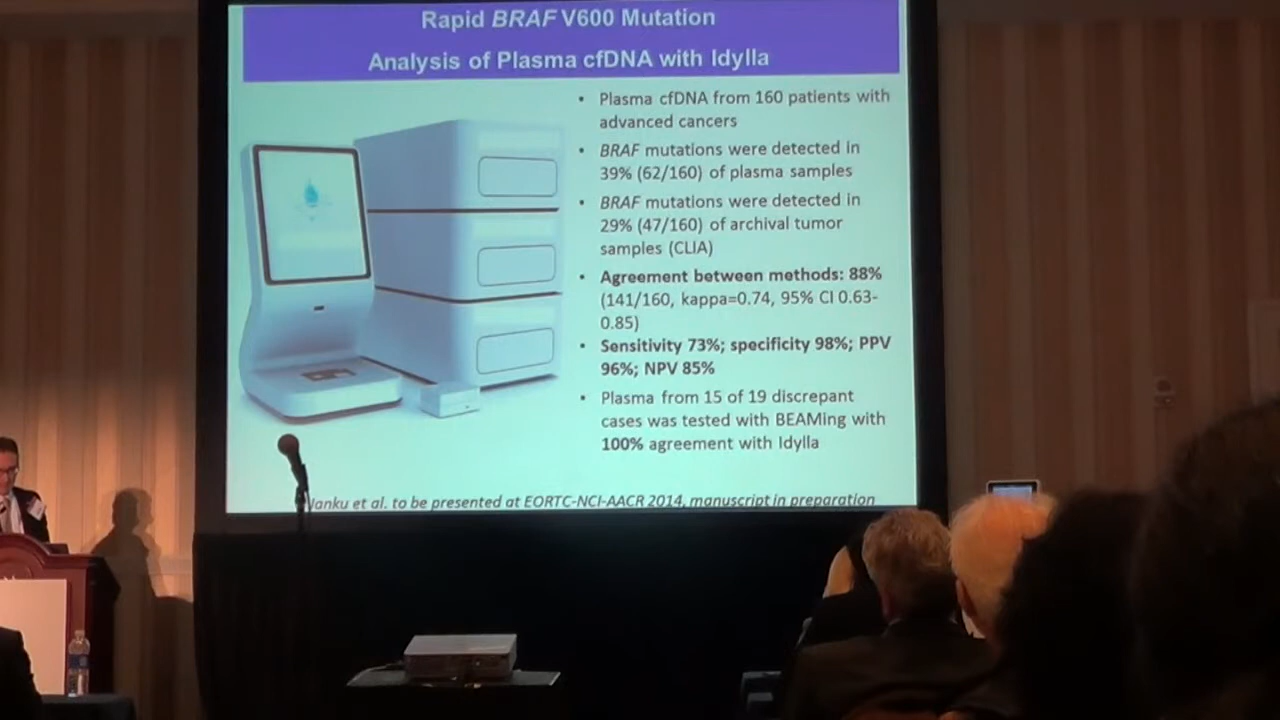 Rapid BRAF V600 Mutation
Analysis of Plasma cfDNA with Idylla
• Plasma cfDNA from 160 patients with
advanced cancers
• BRAF mutations were detected in
39% (62/160) of plasma samples
• BRAF mutations were detected in
29% (47/160) of archival tumor
samples (CLIA)
• Agreement between methods: 88%
(141/160, kappa=0.74, 95% CI 0.63-
0.85)
• Sensitivity 73%; specificity 98%; PPV
96%; NPV 85%
• Plasma from 15 of 19 discrepant
cases was tested with BEAMing with
100% agreement with Idylla
Janku et al. to be presented at EORTC-NCI-AACR 2014, manuscript in preparation